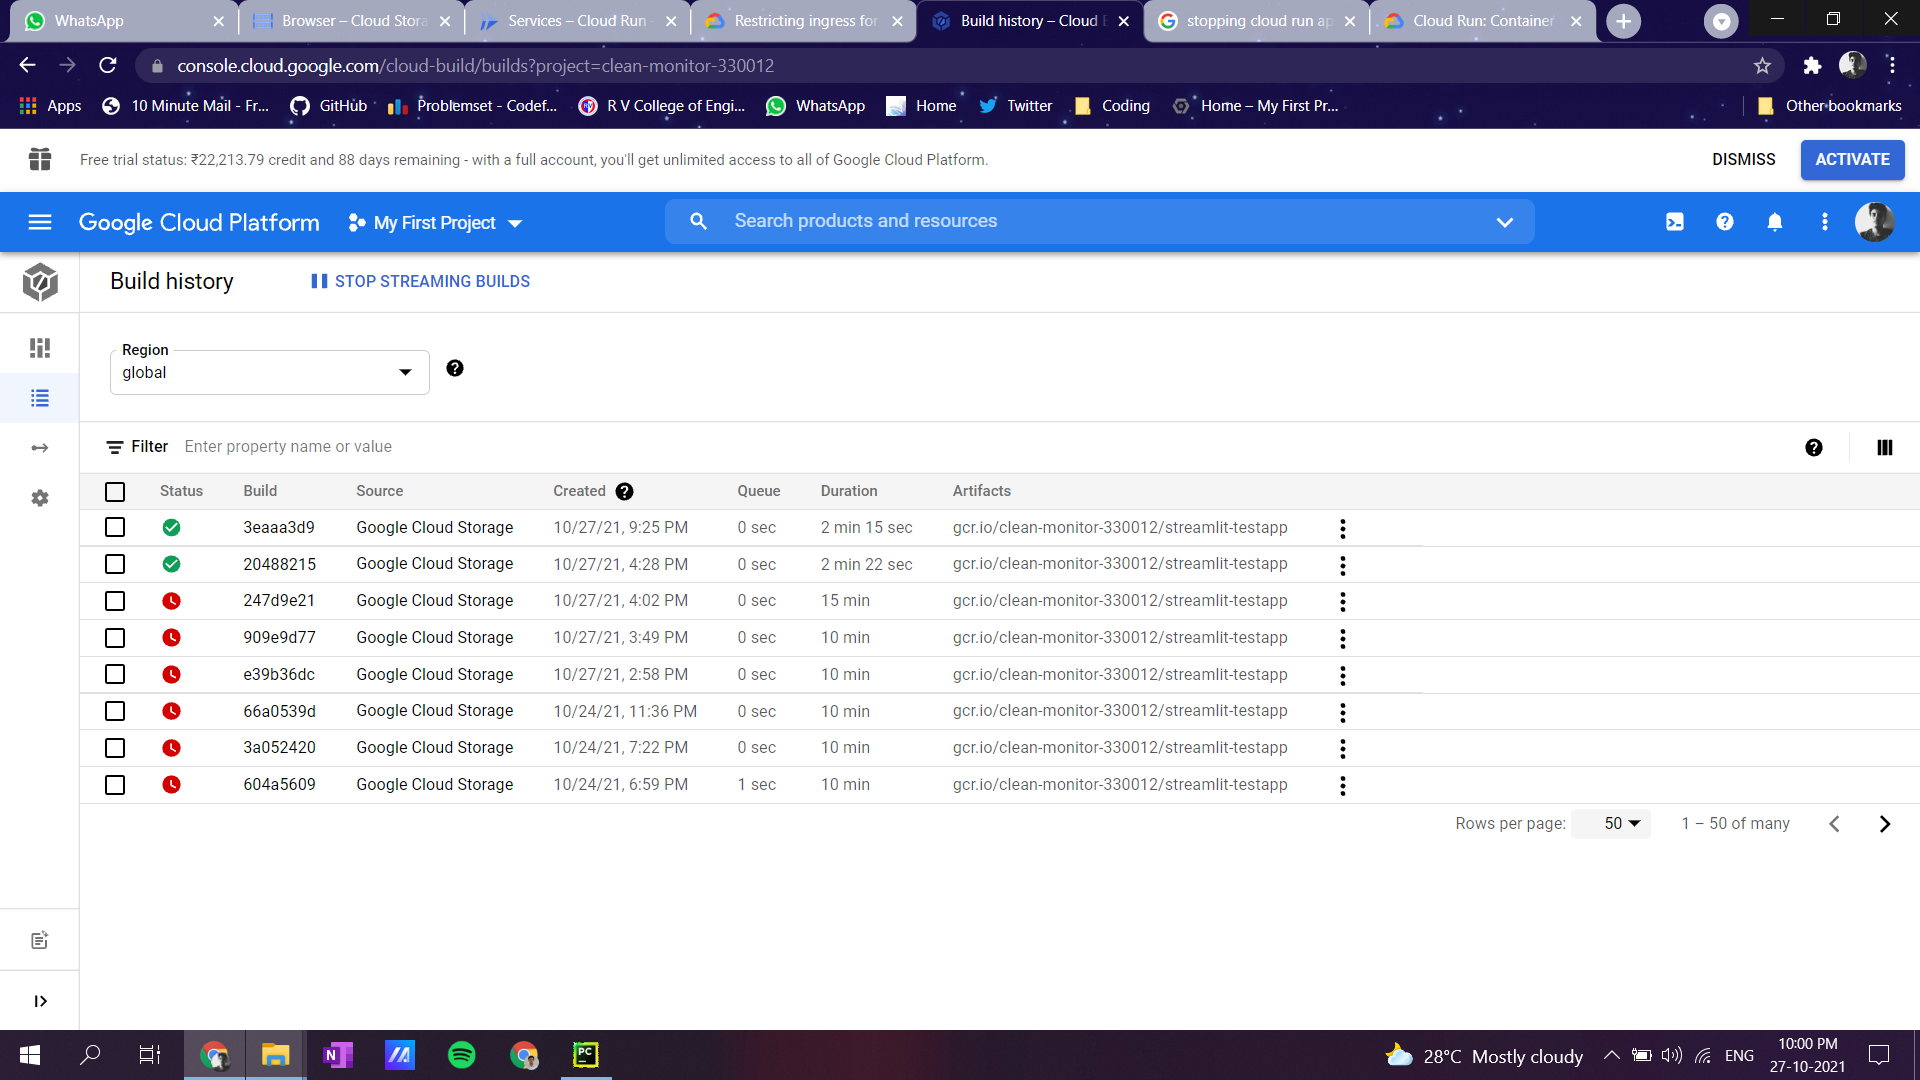 WhatsApp
Browser – Cloud Stora
Services – Cloud Run
Restricting ingress for
Build history – Cloud
stopping cloud run ap
Cloud Run: Container
console.cloud.google.com/cloud-build/builds?project=clean-monitor-330012
Apps
10 Minute Mail - Fr...
GitHub
Problemset - Codef...
R V College of Engi...
WhatsApp
Home
Twitter
Coding
Home – My First Pr...
Other bookmarks
Free trial status: ₹22,213.79 credit and 88 days remaining - with a full account, you'll get unlimited access to all of Google Cloud Platform.
DISMISS
ACTIVATE
Google Cloud Platform
My First Project
Search products and resources
Build history
STOP STREAMING BUILDS
Region
global
Filter Enter property name or value
Status Build Source Created Queue Duration Artifacts
3eaaa3d9 Google Cloud Storage 10/27/21, 9:25 PM 0 sec 2 min 15 sec gcr.io/clean-monitor-330012/streamlit-testapp
20488215 Google Cloud Storage 10/27/21, 4:28 PM 0 sec 2 min 22 sec gcr.io/clean-monitor-330012/streamlit-testapp
247d9e21 Google Cloud Storage 10/27/21, 4:02 PM 0 sec 15 min gcr.io/clean-monitor-330012/streamlit-testapp
909e9d77 Google Cloud Storage 10/27/21, 3:49 PM 0 sec 10 min gcr.io/clean-monitor-330012/streamlit-testapp
e39b36dc Google Cloud Storage 10/27/21, 2:58 PM 0 sec 10 min gcr.io/clean-monitor-330012/streamlit-testapp
66a0539d Google Cloud Storage 10/24/21, 11:36 PM 0 sec 10 min gcr.io/clean-monitor-330012/streamlit-testapp
3a052420 Google Cloud Storage 10/24/21, 7:22 PM 0 sec 10 min gcr.io/clean-monitor-330012/streamlit-testapp
604a5609 Google Cloud Storage 10/24/21, 6:59 PM 1 sec 10 min gcr.io/clean-monitor-330012/streamlit-testapp
Rows per page: 50 1 – 50 of many
28°C Mostly cloudy
ENG
10:00 PM
27-10-2021